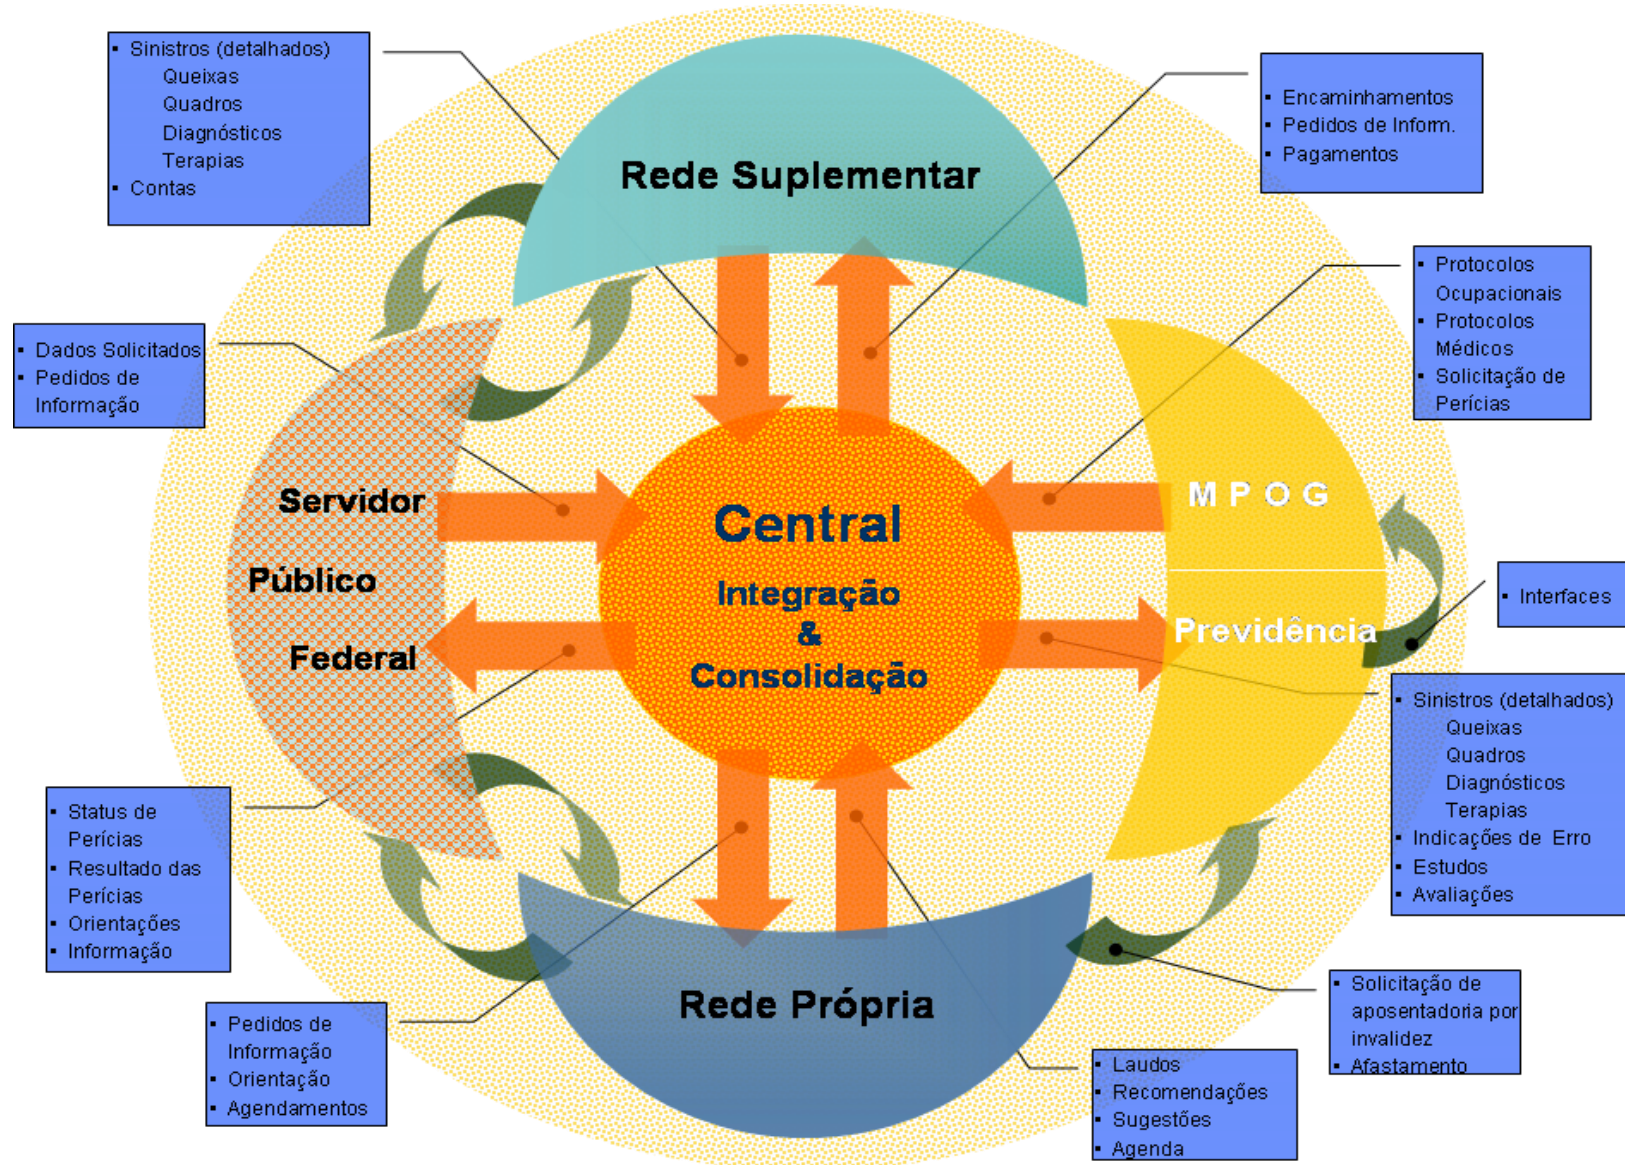 ▪ Sinistros (detalhados)
Queixas
Quadros
Diagnósticos
Terapias
▪ Contas
▪ Encaminhamentos
▪ Pedidos de Inform.
▪ Pagamentos
Rede Suplementar
▪ Protocolos
Ocupacionais
▪ Protocolos
Médicos
▪ Solicitação de
Perícias
▪ Dados Solicitados
▪ Pedidos de
Informação
Servidor
Público
Federal
Central
Integração
&
Consolidação
M P O G
Previdência
▪ Interfaces
▪ Sinistros (detalhados)
Queixas
Quadros
Diagnósticos
Terapias
▪ Indicações de Erro
▪ Estudos
▪ Avaliações
▪ Status de
Perícias
▪ Resultado das
Perícias
▪ Orientações
▪ Informação
Rede Própria
▪ Solicitação de
aposentadoria por
invalidez
▪ Afastamento
▪ Pedidos de
Informação
▪ Orientação
▪ Agendamentos
▪ Laudos
▪ Recomendações
▪ Sugestões
▪ Agenda